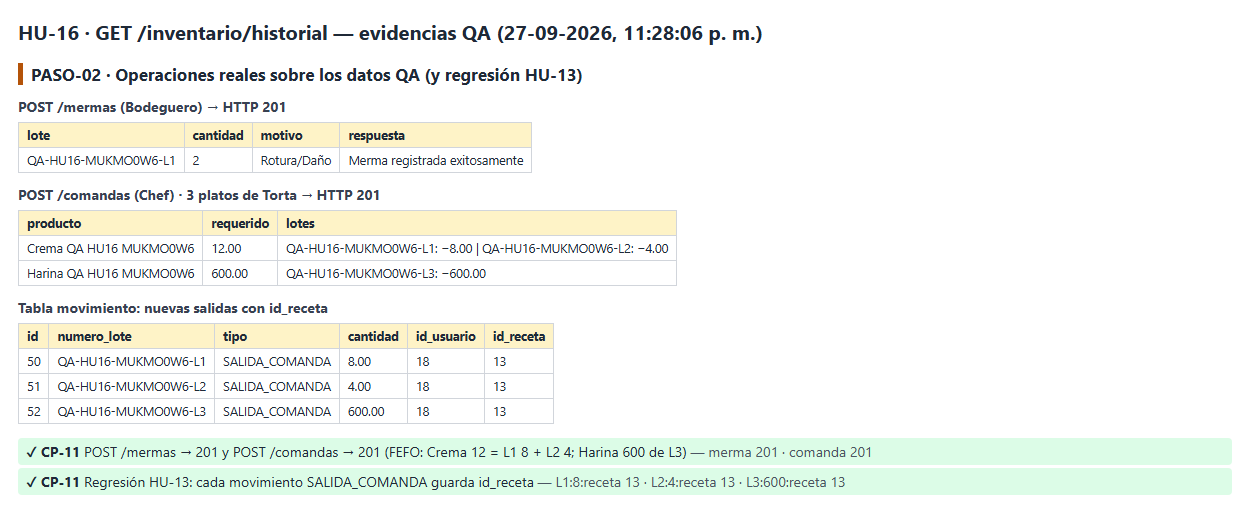 HU-16 · GET /inventario/historial — evidencias QA (27-09-2026, 11:28:06 p. m.)
PASO-02 · Operaciones reales sobre los datos QA (y regresión HU-13)
POST /mermas (Bodeguero) → HTTP 201
lote cantidad motivo respuesta
QA-HU16-MUKMO0W6-L1 2 Rotura/Daño Merma registrada exitosamente
POST /comandas (Chef) · 3 platos de Torta → HTTP 201
producto requerido lotes
Crema QA HU16 MUKMO0W6 12.00 QA-HU16-MUKMO0W6-L1: −8.00 | QA-HU16-MUKMO0W6-L2: −4.00
Harina QA HU16 MUKMO0W6 600.00 QA-HU16-MUKMO0W6-L3: −600.00
Tabla movimiento: nuevas salidas con id_receta
id numero_lote tipo cantidad id_usuario id_receta
50 QA-HU16-MUKMO0W6-L1 SALIDA_COMANDA 8.00 18 13
51 QA-HU16-MUKMO0W6-L2 SALIDA_COMANDA 4.00 18 13
52 QA-HU16-MUKMO0W6-L3 SALIDA_COMANDA 600.00 18 13
✓ CP-11 POST /mermas → 201 y POST /comandas → 201 (FEFO: Crema 12 = L1 8 + L2 4; Harina 600 de L3) — merma 201 · comanda 201
✓ CP-11 Regresión HU-13: cada movimiento SALIDA_COMANDA guarda id_receta — L1:8:receta 13 · L2:4:receta 13 · L3:600:receta 13